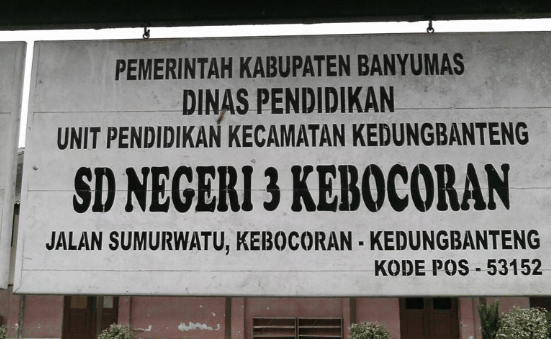 PEMERINTAH KABUPATEN BANYUMAS
DINAS PENDIDIKAN
UNIT PENDIDIKAN KECAMATAN KEDUNGBANTENG
SD NEGERI 3 KEBOCORAN
JALAN SUMURWATU, KEBOCORAN - KEDUNGBANTENG
KODE POS - 53152